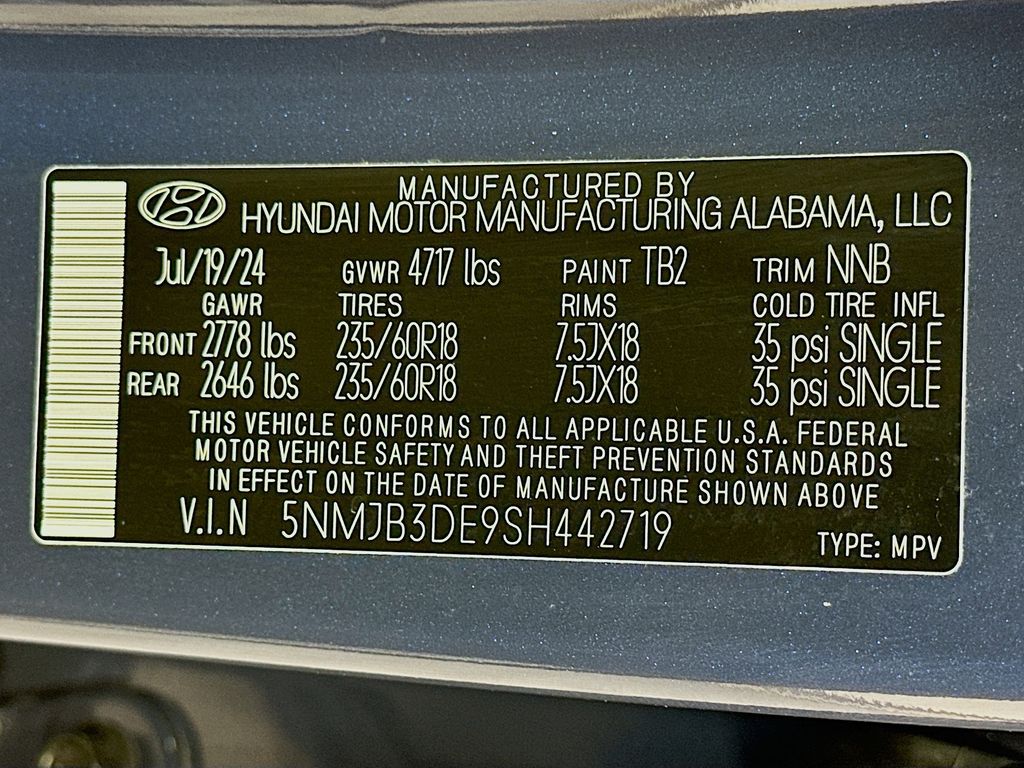 MANUFACTURED BY
HYUNDAI MOTOR MANUFACTURING ALABAMA, LLC
Jul/19/24 GVWR 4717 lbs PAINT TB2 TRIM NNB
GAWR TIRES RIMS COLD TIRE INFL
FRONT 2778 lbs 235/60R18 7.5JX18 35 psi SINGLE
REAR 2646 lbs 235/60R18 7.5JX18 35 psi SINGLE
THIS VEHICLE CONFORMS TO ALL APPLICABLE U.S.A. FEDERAL
MOTOR VEHICLE SAFETY AND THEFT PREVENTION STANDARDS
IN EFFECT ON THE DATE OF MANUFACTURE SHOWN ABOVE
V.I.N 5NMJB3DE9SH442719
TYPE: MPV